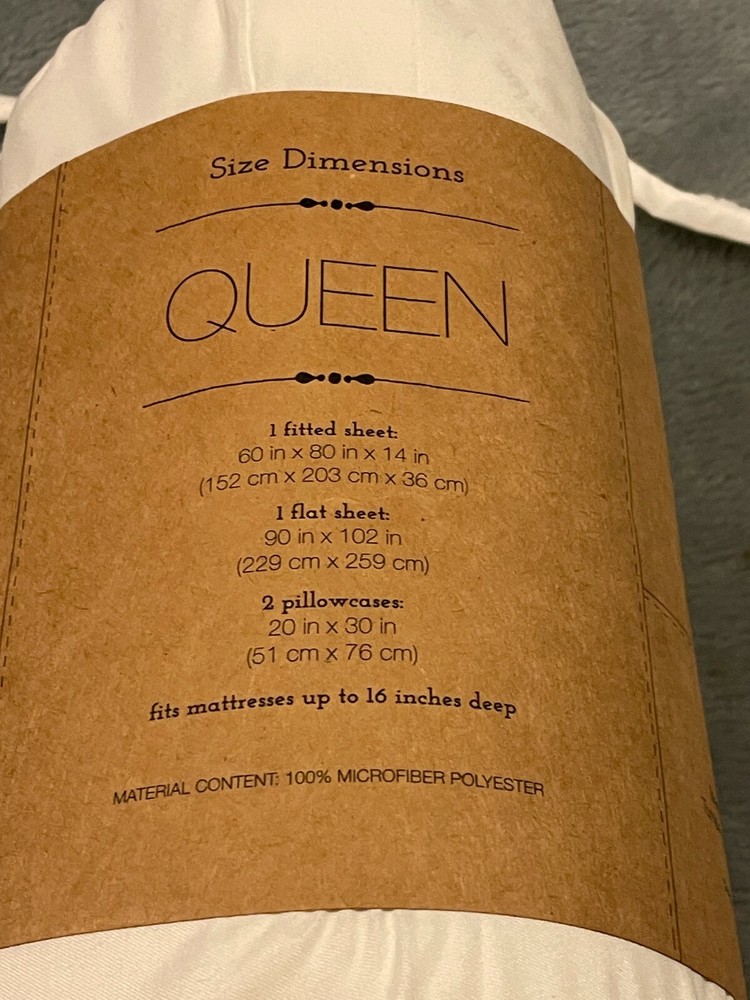 Size Dimensions
QUEEN
1 fitted sheet:
60 in x 80 in x 14 in
(152 cm x 203 cm x 36 cm)
1 flat sheet:
90 in x 102 in
(229 cm x 259 cm)
2 pillowcases:
20 in x 30 in
(51 cm x 76 cm)
fits mattresses up to 16 inches deep
MATERIAL CONTENT: 100% MICROFIBER POLYESTER